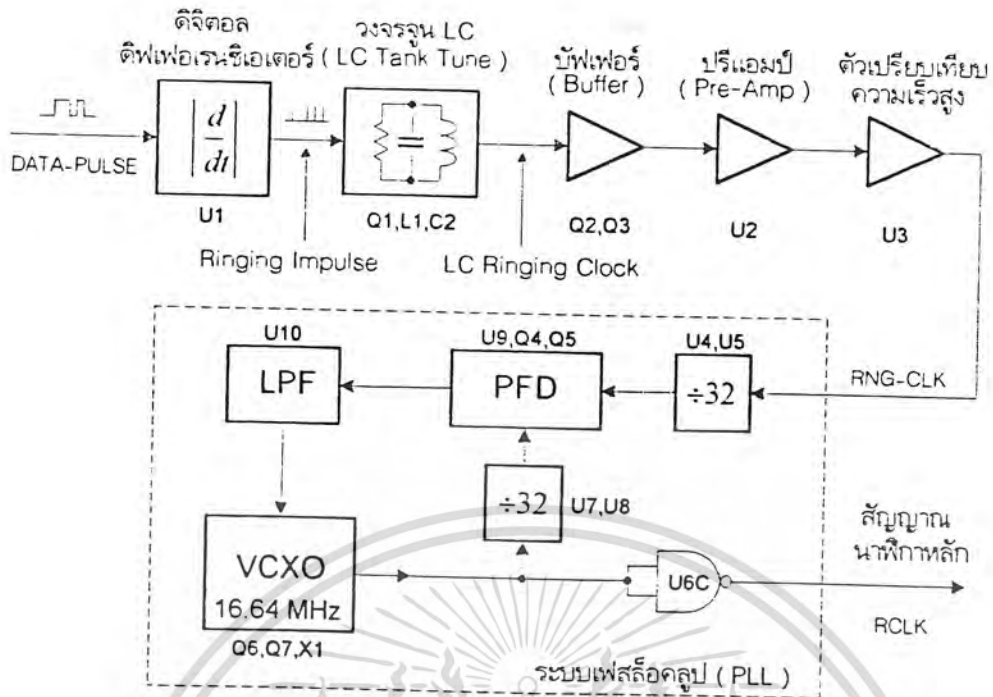 ดิจิตอล
ดิฟเฟอเรนซิเอเตอร์
วงจรจูน LC
( LC Tank Tune )
บัฟเฟอร์
( Buffer )
ปรีแอมป์
( Pre-Amp )
ตัวเปรียบเทียบ
ความเร็วสูง
DATA-PULSE
d
dt
U1
Q1,L1,C2
Q2,Q3
U2
U3
Ringing Impulse
LC Ringing Clock
U10
LPF
U9,Q4,Q5
PFD
U4,U5
÷32
RNG-CLK
÷32
U7,U8
VCXO
16.64 MHz
Q6,Q7,X1
U6C
สัญญาณ
นาฬิกาหลัก
RCLK
ระบบเฟสล็อคลูป ( PLL )